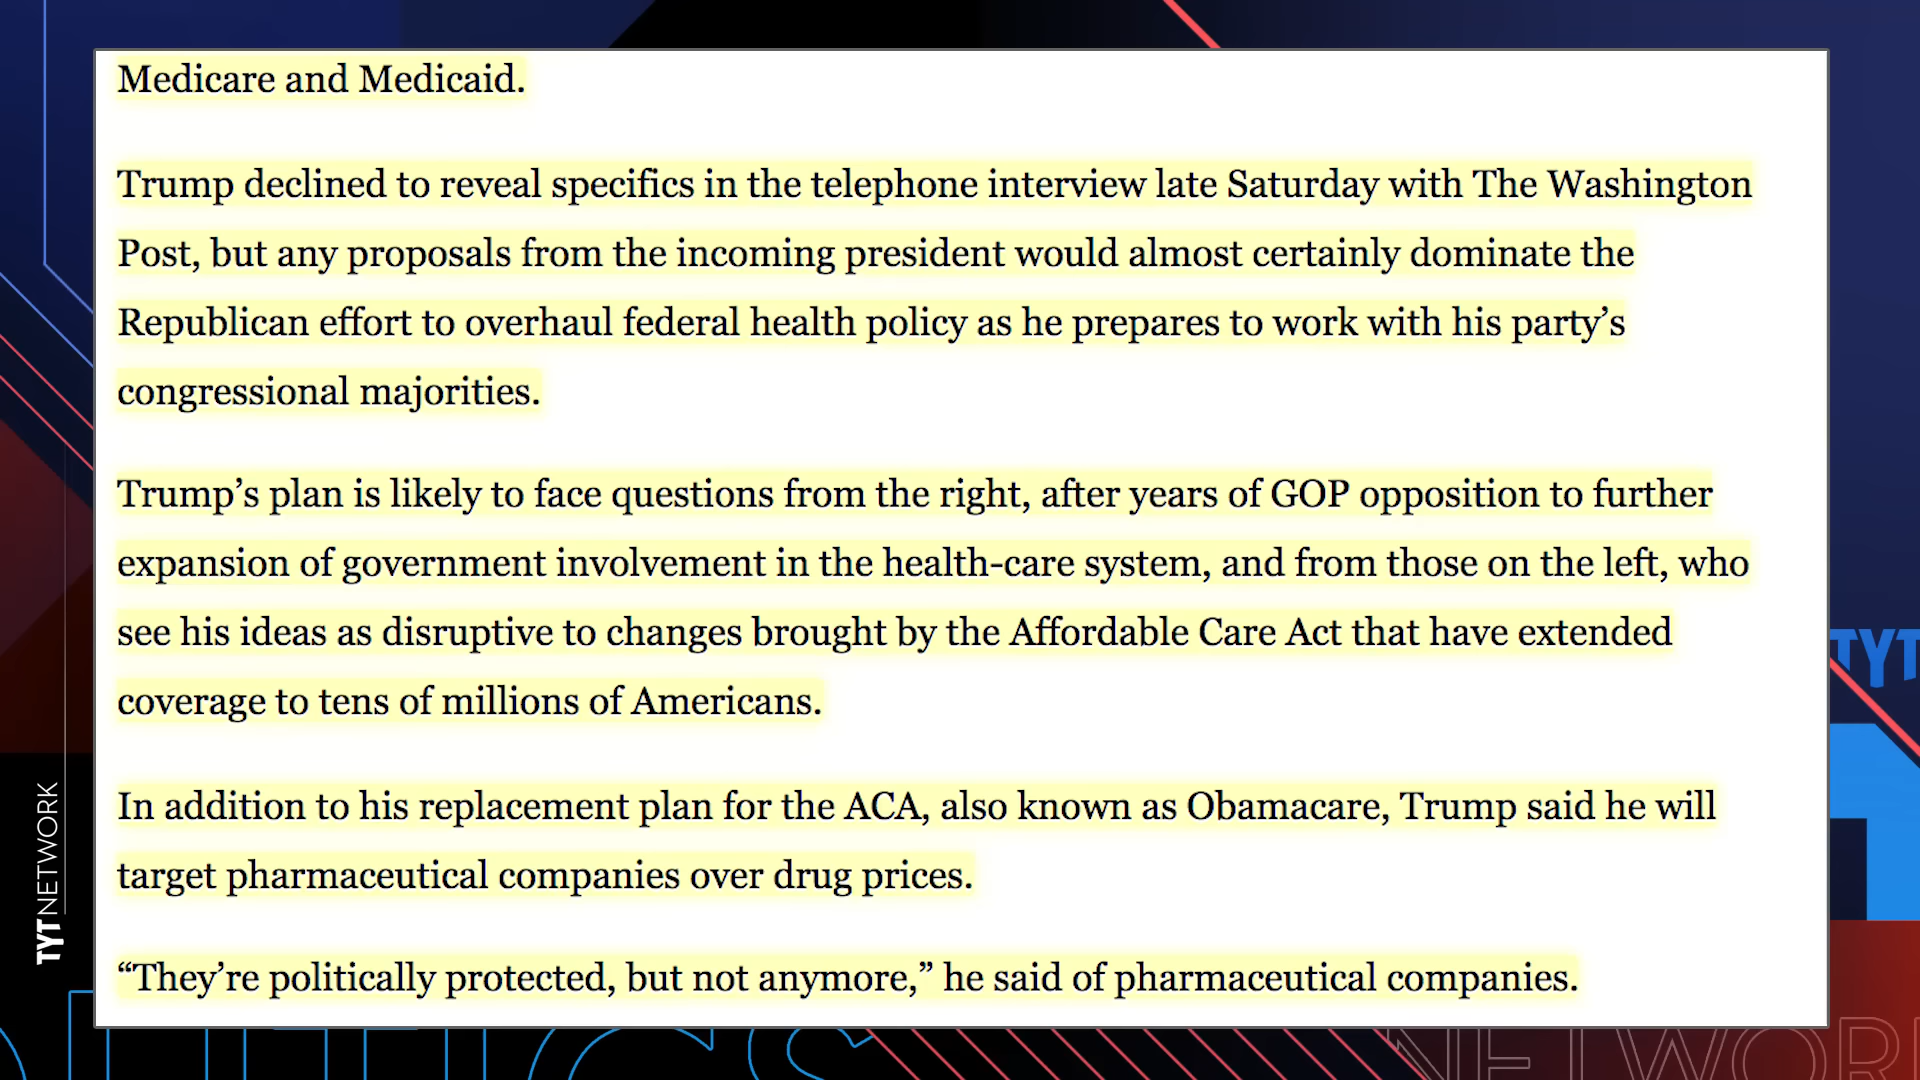 Medicare and Medicaid.
Trump declined to reveal specifics in the telephone interview late Saturday with The Washington
Post, but any proposals from the incoming president would almost certainly dominate the
Republican effort to overhaul federal health policy as he prepares to work with his party’s
congressional majorities.
Trump’s plan is likely to face questions from the right, after years of GOP opposition to further
expansion of government involvement in the health-care system, and from those on the left, who
see his ideas as disruptive to changes brought by the Affordable Care Act that have extended
coverage to tens of millions of Americans.
In addition to his replacement plan for the ACA, also known as Obamacare, Trump said he will
target pharmaceutical companies over drug prices.
“They’re politically protected, but not anymore,” he said of pharmaceutical companies.
TYTNETWORK
TYT
NETWORK